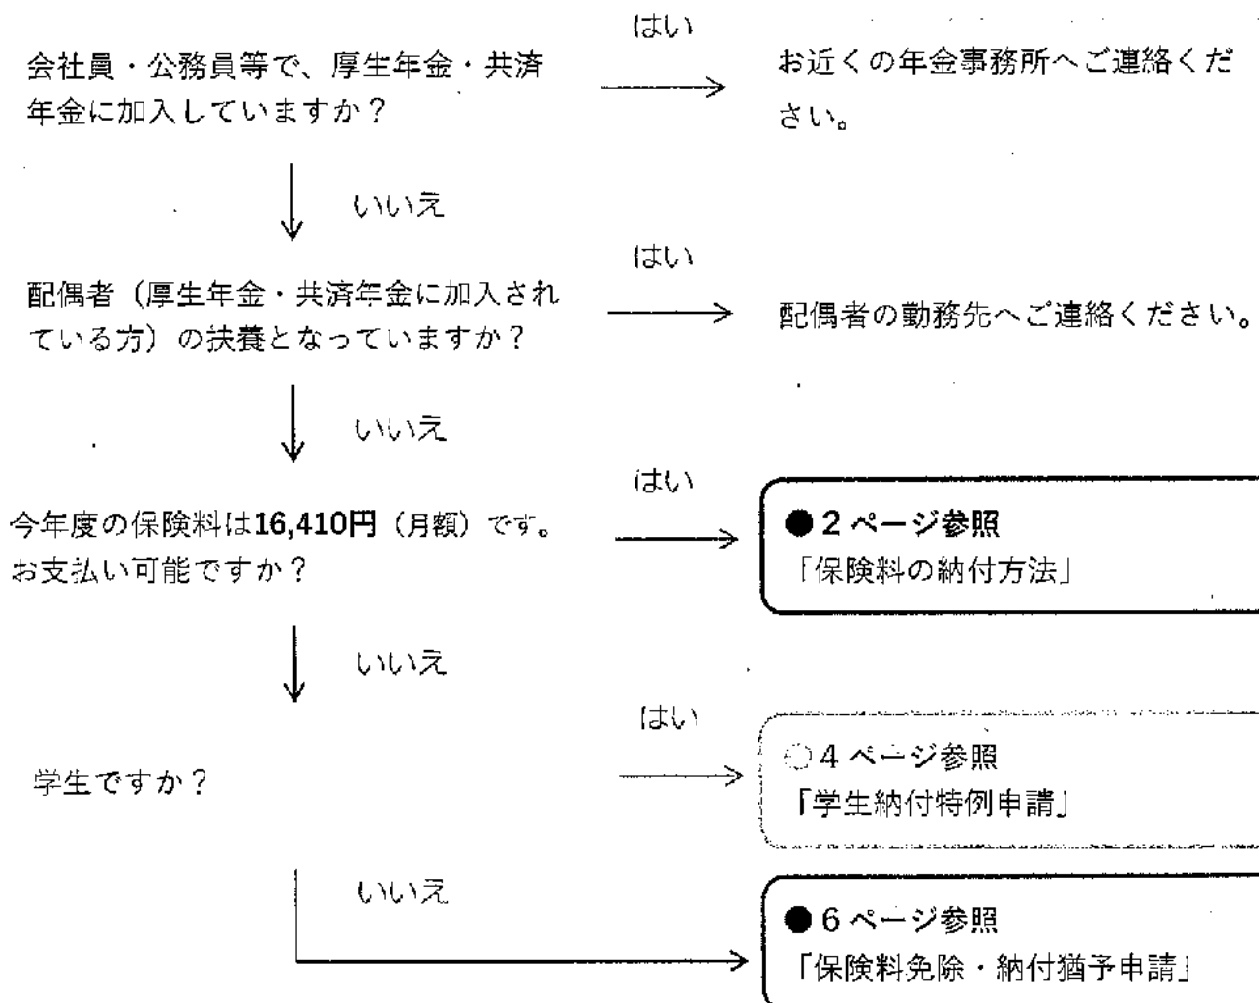 はい
会社員・公務員等で、厚生年金・共済
年金に加入していますか？
お近くの年金事務所へご連絡くだ
さい。
いいえ
はい
配偶者（厚生年金・共済年金に加入され
ている方）の扶養となっていますか？
配偶者の勤務先へご連絡ください。
いいえ
はい
今年度の保険料は16,410円（月額）です。
お支払い可能ですか？
●2 ページ参照
「保険料の納付方法」
いいえ
はい
学生ですか？
○4 ページ参照
「学生納付特例申請」
いいえ
●6 ページ参照
「保険料免除・納付猶予申請」